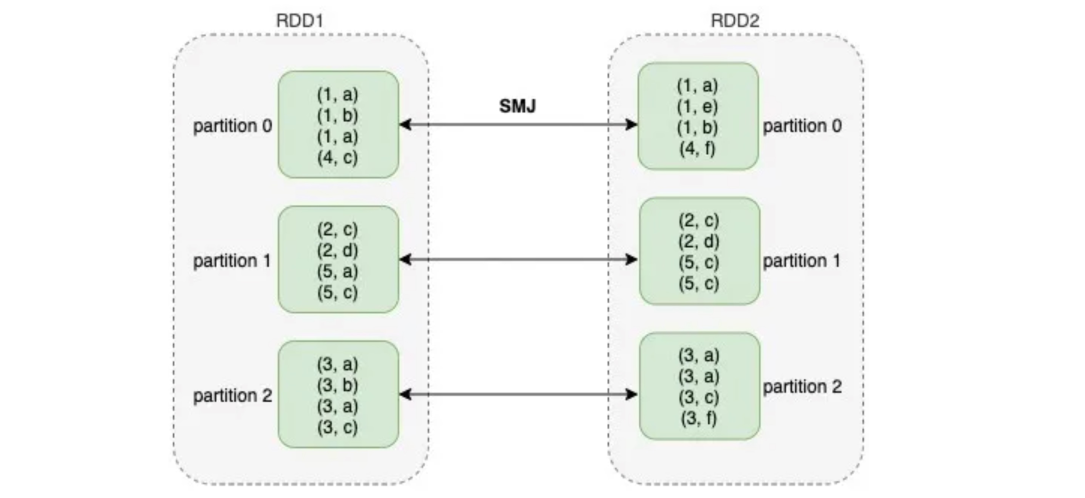 RDD1
RDD2
partition 0
(1, a)
(1, b)
(1, a)
(4, c)
SMJ
(1, a)
(1, e)
(1, b)
(4, f)
partition 0
partition 1
(2, c)
(2, d)
(5, a)
(5, c)
(2, c)
(2, d)
(5, c)
(5, c)
partition 1
partition 2
(3, a)
(3, b)
(3, a)
(3, c)
(3, a)
(3, a)
(3, c)
(3, f)
partition 2